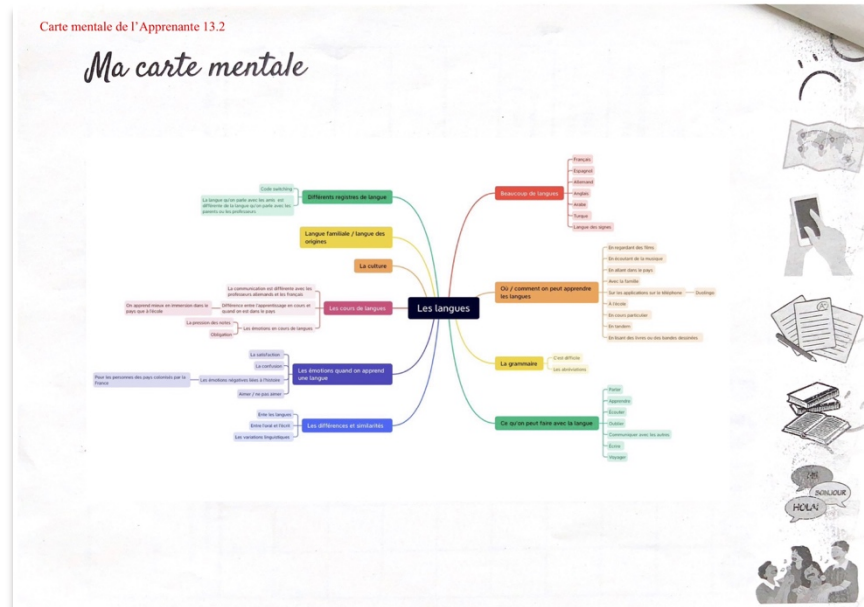 Carte mentale de l'Apprenante 13.2
Ma carte mentale
Les langues
Différents registres de langue
Code switching
La langue qu'on parle avec les amis est
différente de la langue qu'on parle avec les
parents ou les professeurs
Langue familiale / langue des
origines
La culture
Les cours de langues
La communication est différente avec les
professeurs allemands et les français
Différence entre l'apprentissage en cours et
quand on est dans le pays
On apprend mieux en immersion dans le
pays que à l'école
Les émotions en cours de langues
La pression des notes
Obligation
Les émotions quand on apprend
une langue
La satisfaction
La confusion
Les émotions négatives liées à l'histoire
Pour les personnes des pays colonisés par la
France
Aimer / ne pas aimer
Les différences et similarités
Entre les langues
Entre l'oral et l'écrit
Les variations linguistiques
Beaucoup de langues
Français
Espagnol
Allemand
Anglais
Arabe
Turque
Langue des signes
Où / comment on peut apprendre
les langues
En regardant des films
En écoutant de la musique
En allant dans le pays
Avec la famille
Sur les applications sur le téléphone
Duolingo
À l'école
En cours particulier
En tandem
En lisant des livres ou des bandes dessinées
La grammaire
C'est difficile
Les déclinaisons
Ce qu'on peut faire avec la langue
Parler
Apprendre
Écouter
Oublier
Communiquer avec les autres
Écrire
Voyager
BONJOUR
HOLA!